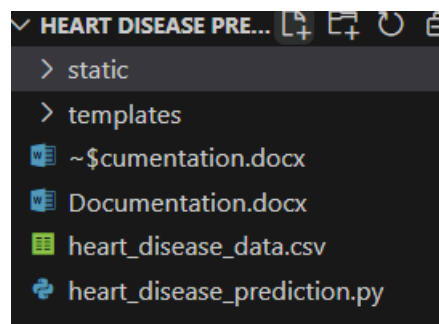 HEART DISEASE PRE...
static
templates
~$cumentation.docx
Documentation.docx
heart_disease_data.csv
heart_disease_prediction.py